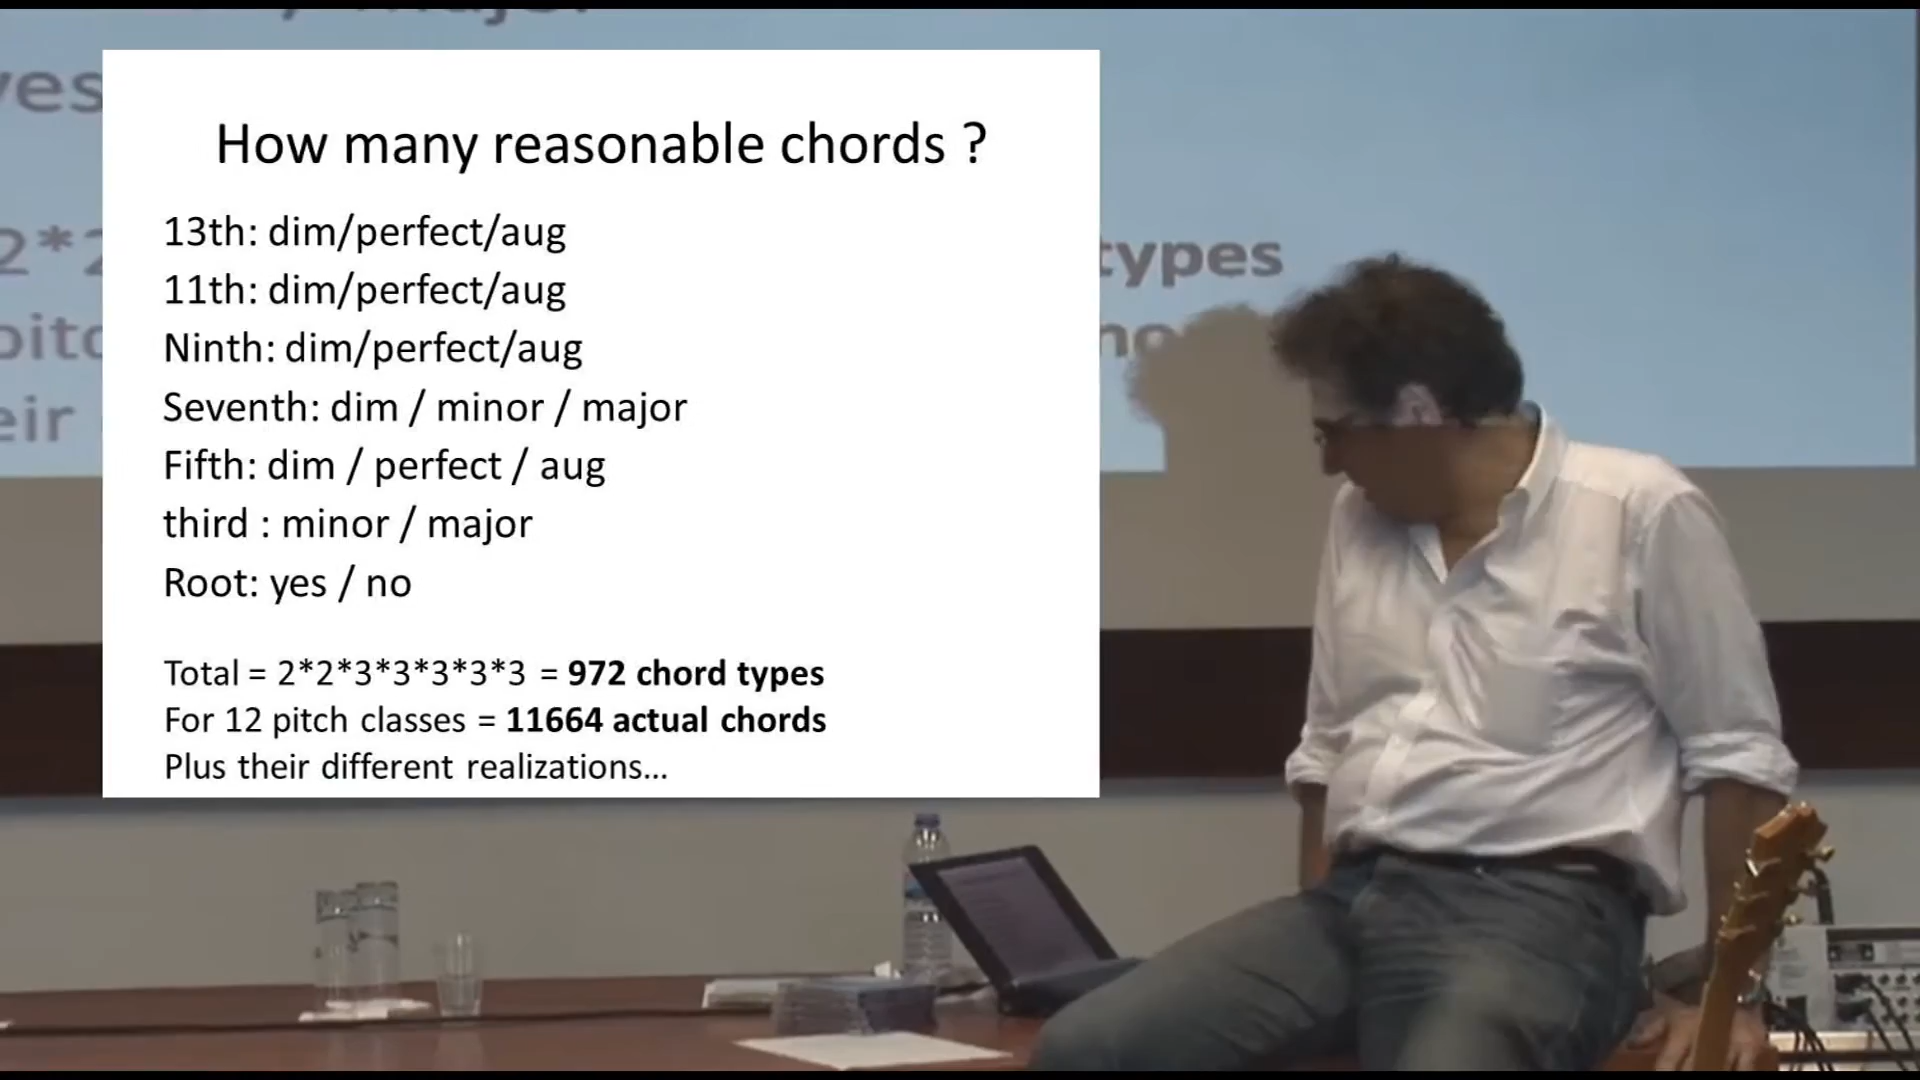 How many reasonable chords ?
13th: dim/perfect/aug
11th: dim/perfect/aug
Ninth: dim/perfect/aug
Seventh: dim / minor / major
Fifth: dim / perfect / aug
third : minor / major
Root: yes / no
Total = 2*2*3*3*3*3*3 = 972 chord types
For 12 pitch classes = 11664 actual chords
Plus their different realizations...
types